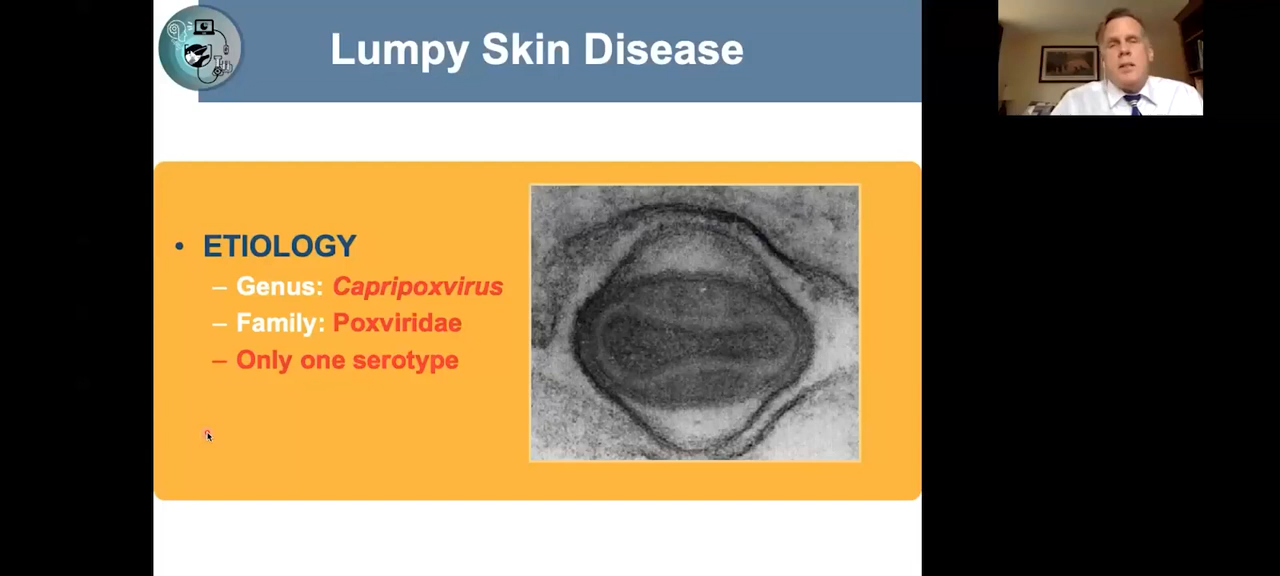 Lumpy Skin Disease
• ETIOLOGY
– Genus: Capripoxvirus
– Family: Poxviridae
– Only one serotype